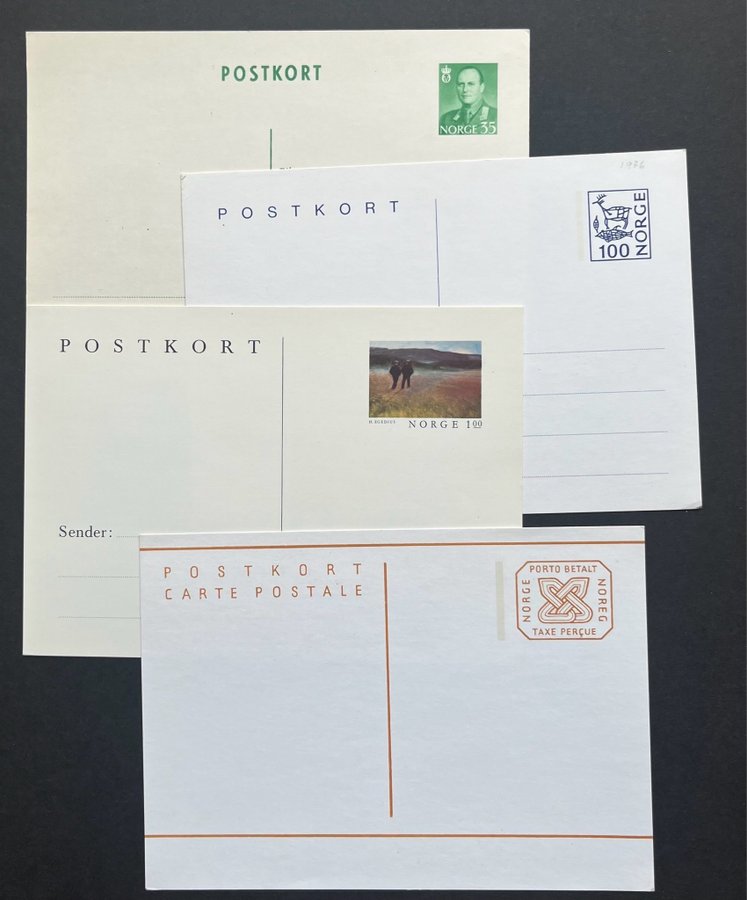 POSTKORT
NORGE 35
POSTKORT
1976
100
NORGE
POSTKORT
H EGEDIUS
NORGE 1 00
Sender:
POSTKORT
CARTE POSTALE
PORTO BETALT
NORGE
NOREG
TAXE PERÇUE